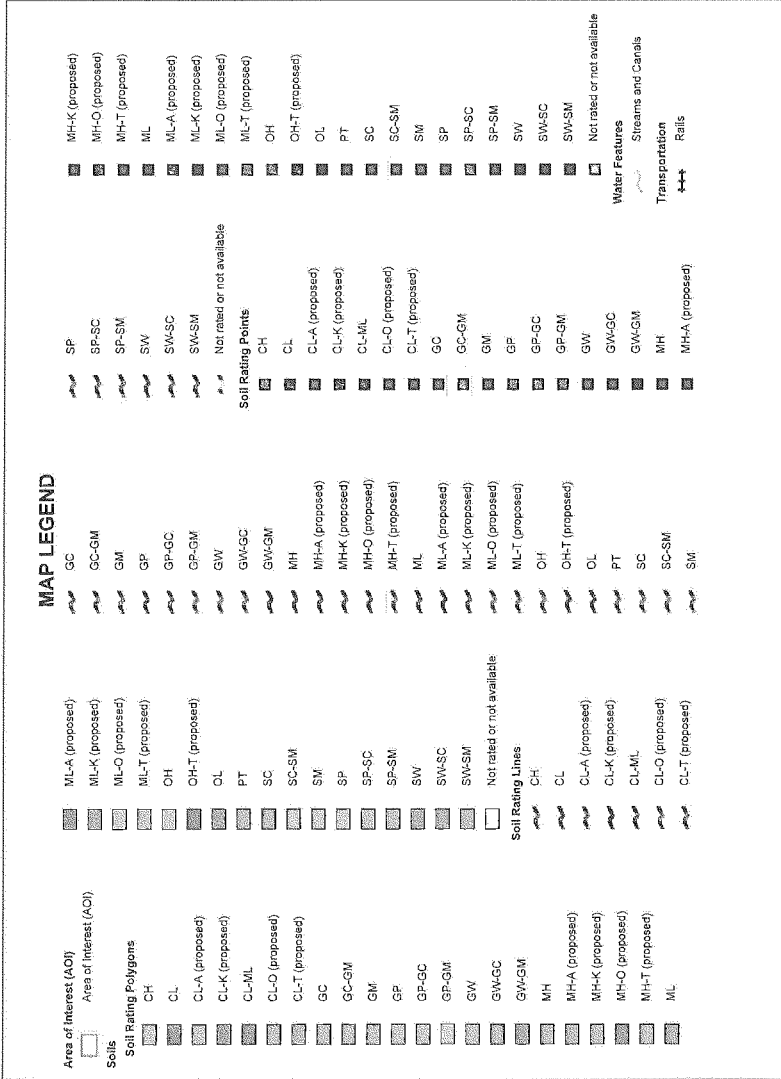 MAP LEGEND
Area of Interest (AOI)
Area of Interest (AOI)
Soils
Soil Rating Polygons
CH
CL
CL-A (proposed)
CL-K (proposed)
CL-ML
CL-O (proposed)
CL-T (proposed)
GC
GC-GM
GM
GP
GP-GC
GP-GM
GW
GW-GC
GW-GM
MH
MH-A (proposed)
MH-K (proposed)
MH-O (proposed)
MH-T (proposed)
ML
ML-A (proposed)
ML-K (proposed)
ML-O (proposed)
ML-T (proposed)
OH
OH-T (proposed)
OL
PT
SC
SC-SM
SM
SP
SP-SC
SP-SM
SW
SW-SC
SW-SM
Not rated or not available
Soil Rating Lines
CH
CL
CL-A (proposed)
CL-K (proposed)
CL-ML
CL-O (proposed)
CL-T (proposed)
GC
GC-GM
GM
GP
GP-GC
GP-GM
GW
GW-GC
GW-GM
MH
MH-A (proposed)
MH-K (proposed)
MH-O (proposed)
MH-T (proposed)
ML
ML-A (proposed)
ML-K (proposed)
ML-O (proposed)
ML-T (proposed)
OH
OH-T (proposed)
OL
PT
SC
SC-SM
SM
SP
SP-SC
SP-SM
SW
SW-SC
SW-SM
Not rated or not available
Soil Rating Points
CH
CL
CL-A (proposed)
CL-K (proposed)
CL-ML
CL-O (proposed)
CL-T (proposed)
GC
GC-GM
GM
GP
GP-GC
GP-GM
GW
GW-GC
GW-GM
MH
MH-A (proposed)
MH-K (proposed)
MH-O (proposed)
MH-T (proposed)
ML
ML-A (proposed)
ML-K (proposed)
ML-O (proposed)
ML-T (proposed)
OH
OH-T (proposed)
OL
PT
SC
SC-SM
SM
SP
SP-SC
SP-SM
SW
SW-SC
SW-SM
Not rated or not available
Water Features
Streams and Canals
Transportation
Rails